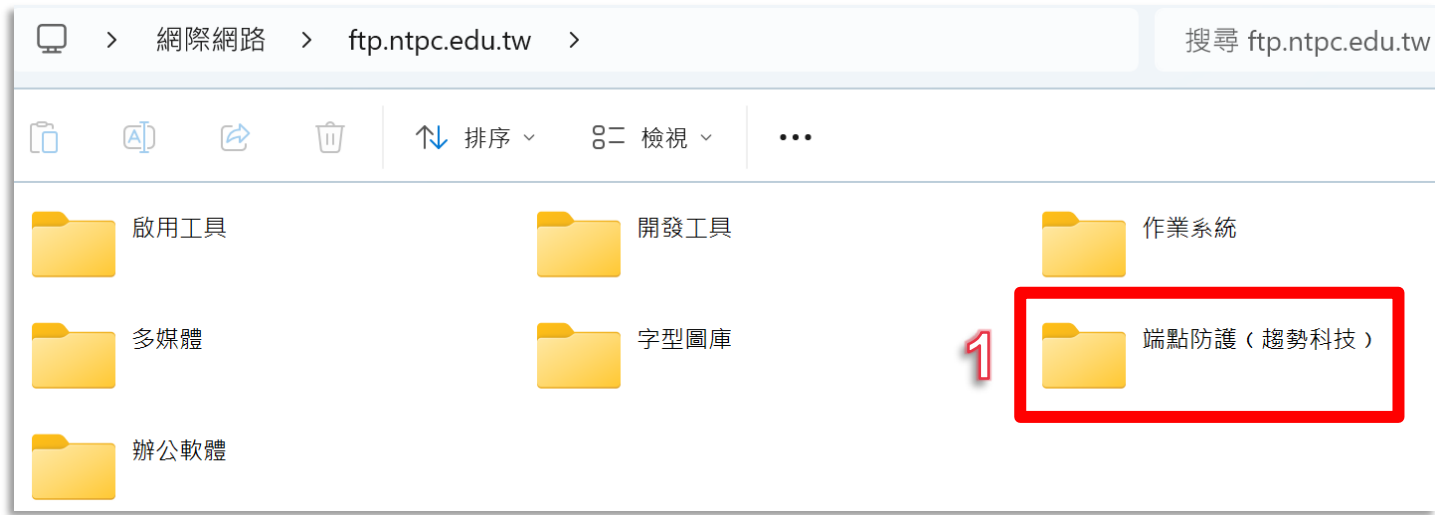 > 網際網路 > ftp.ntpc.edu.tw > 搜尋 ftp.ntpc.edu.tw
排序 檢視 •••
啟用工具 開發工具 作業系統
多媒體 字型圖庫 1 端點防護（趨勢科技）
辦公軟體